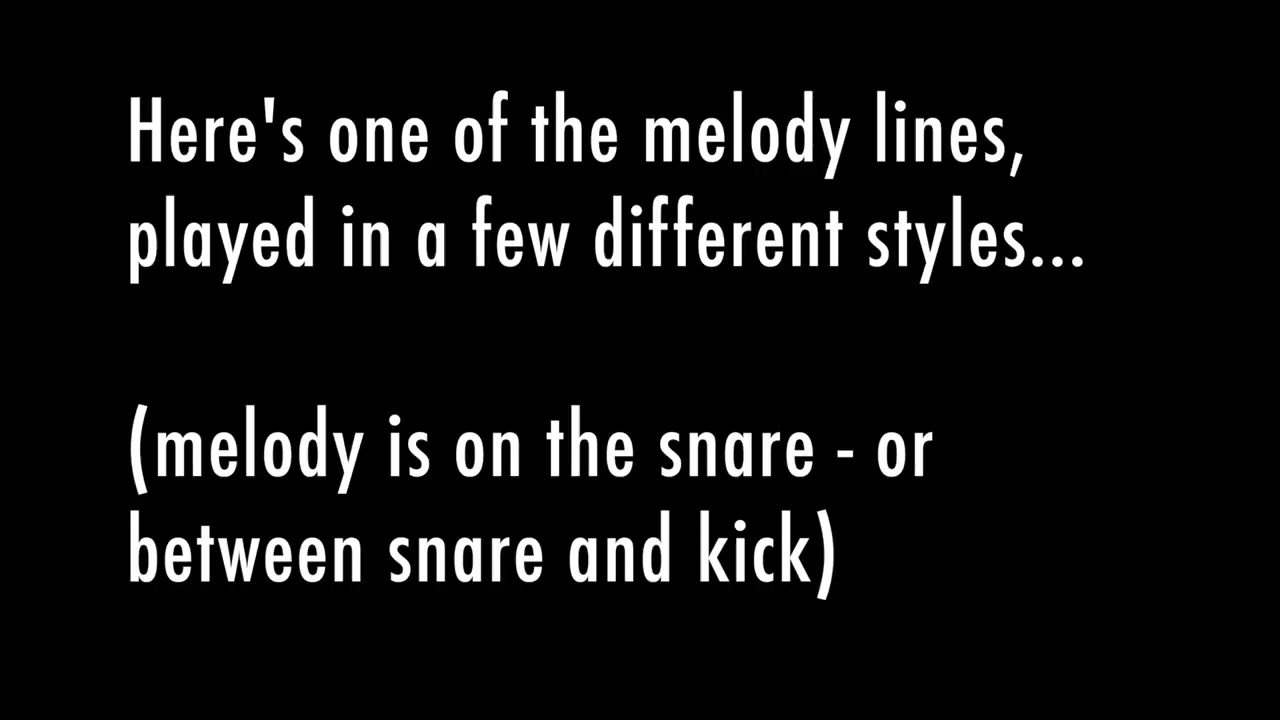 Here's one of the melody lines,
played in a few different styles...
(melody is on the snare - or
between snare and kick)